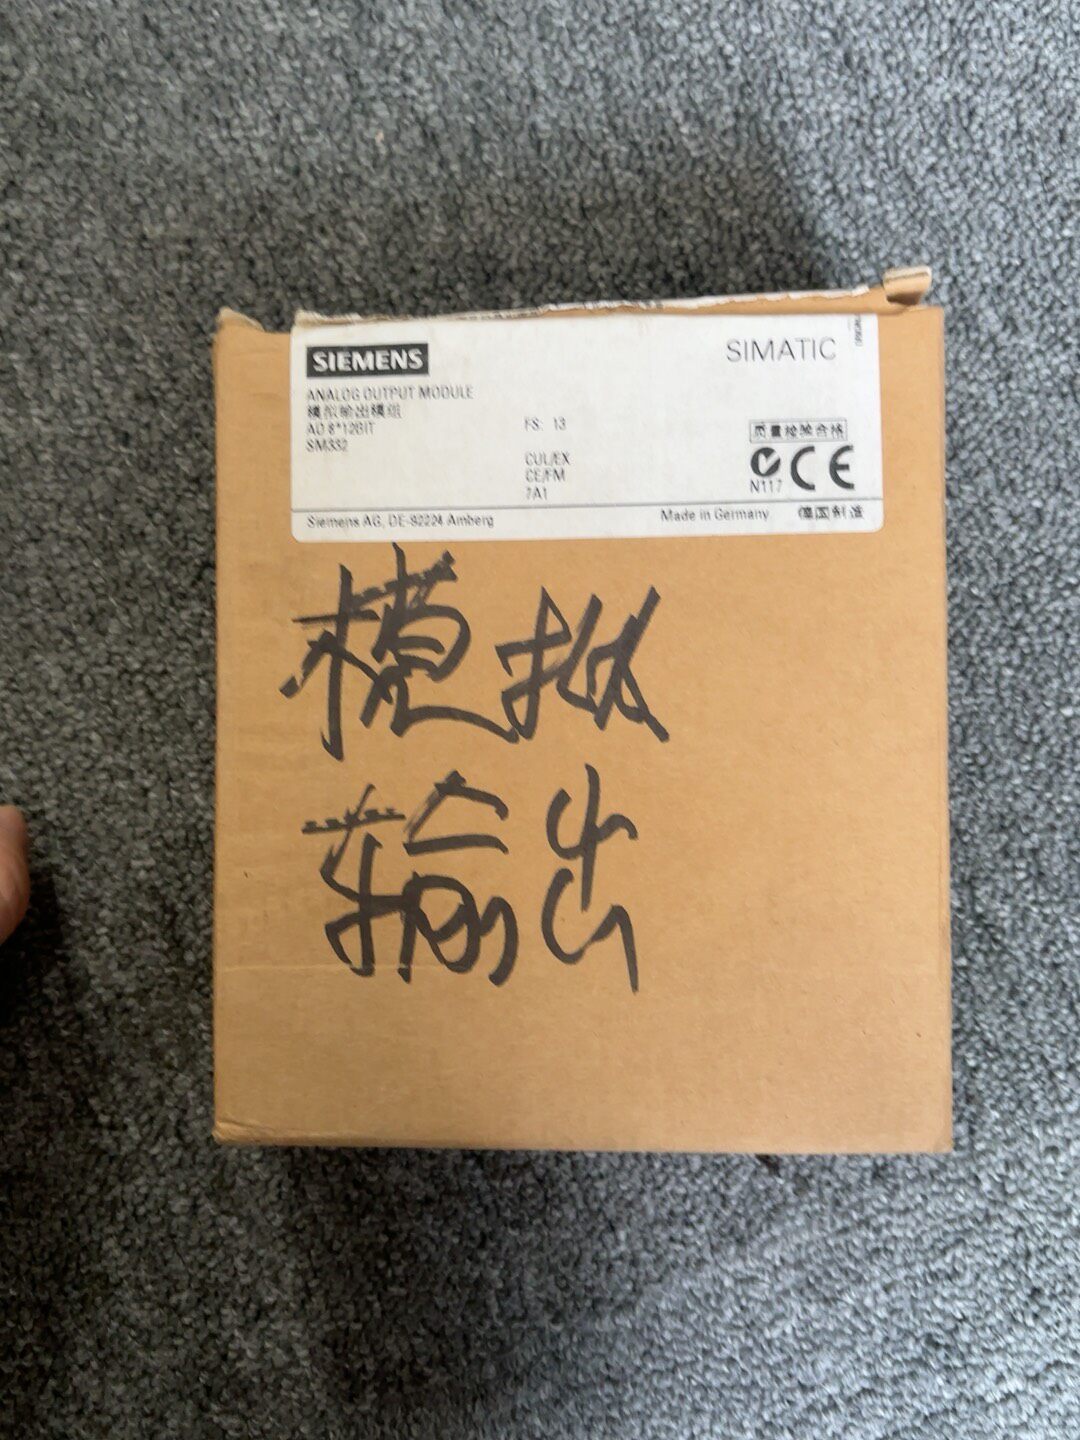 SIEMENS
SIMATIC
ANALOG OUTPUT MODULE
模拟输出模组
AO 8*12BIT
SM332
FS: 13
CUL/EX
CE/FM
7A1
质量检验合格
N117
CE
Siemens AG, DE-92224 Amberg
Made in Germany
德国制造
模拟
输出